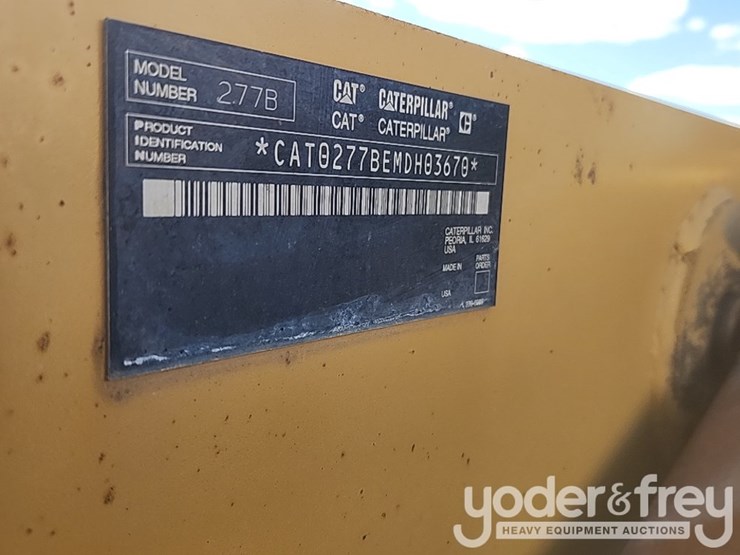 MODEL
NUMBER 277B
CAT® CATERPILLAR®
CAT® CATERPILLAR®
PRODUCT
IDENTIFICATION
NUMBER
*CAT0277BEMDH03670*
CATERPILLAR INC.
PEORIA, IL 61629
USA
MADE IN
PARTS
ORDER
USA
yoder&frey
HEAVY EQUIPMENT AUCTIONS